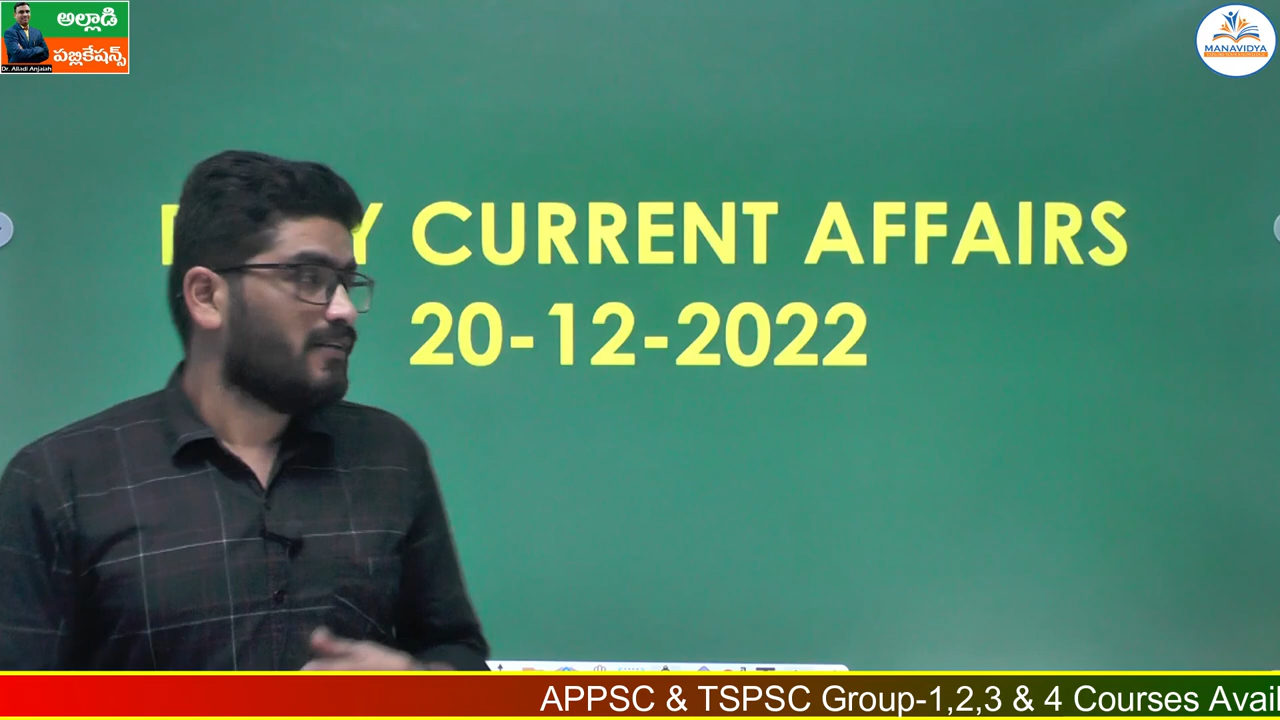 అల్లాడి
పబ్లికేషన్స్
Dr. Alladi Anjaiah
MANAVIDYA
CURRENT AFFAIRS
20-12-2022
APPSC & TSPSC Group-1,2,3 & 4 Courses Avai